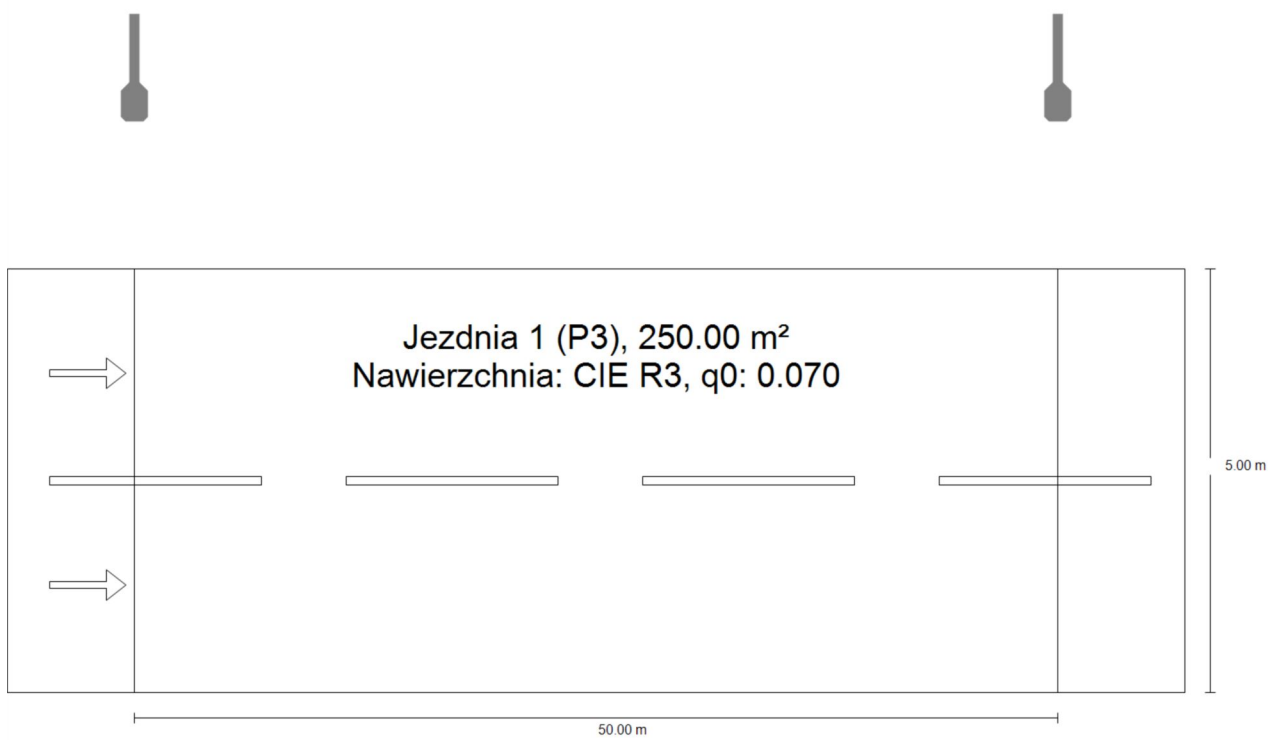 Jezdnia 1 (P3), 250.00 m²
Nawierzchnia: CIE R3, q0: 0.070
5.00 m
50.00 m